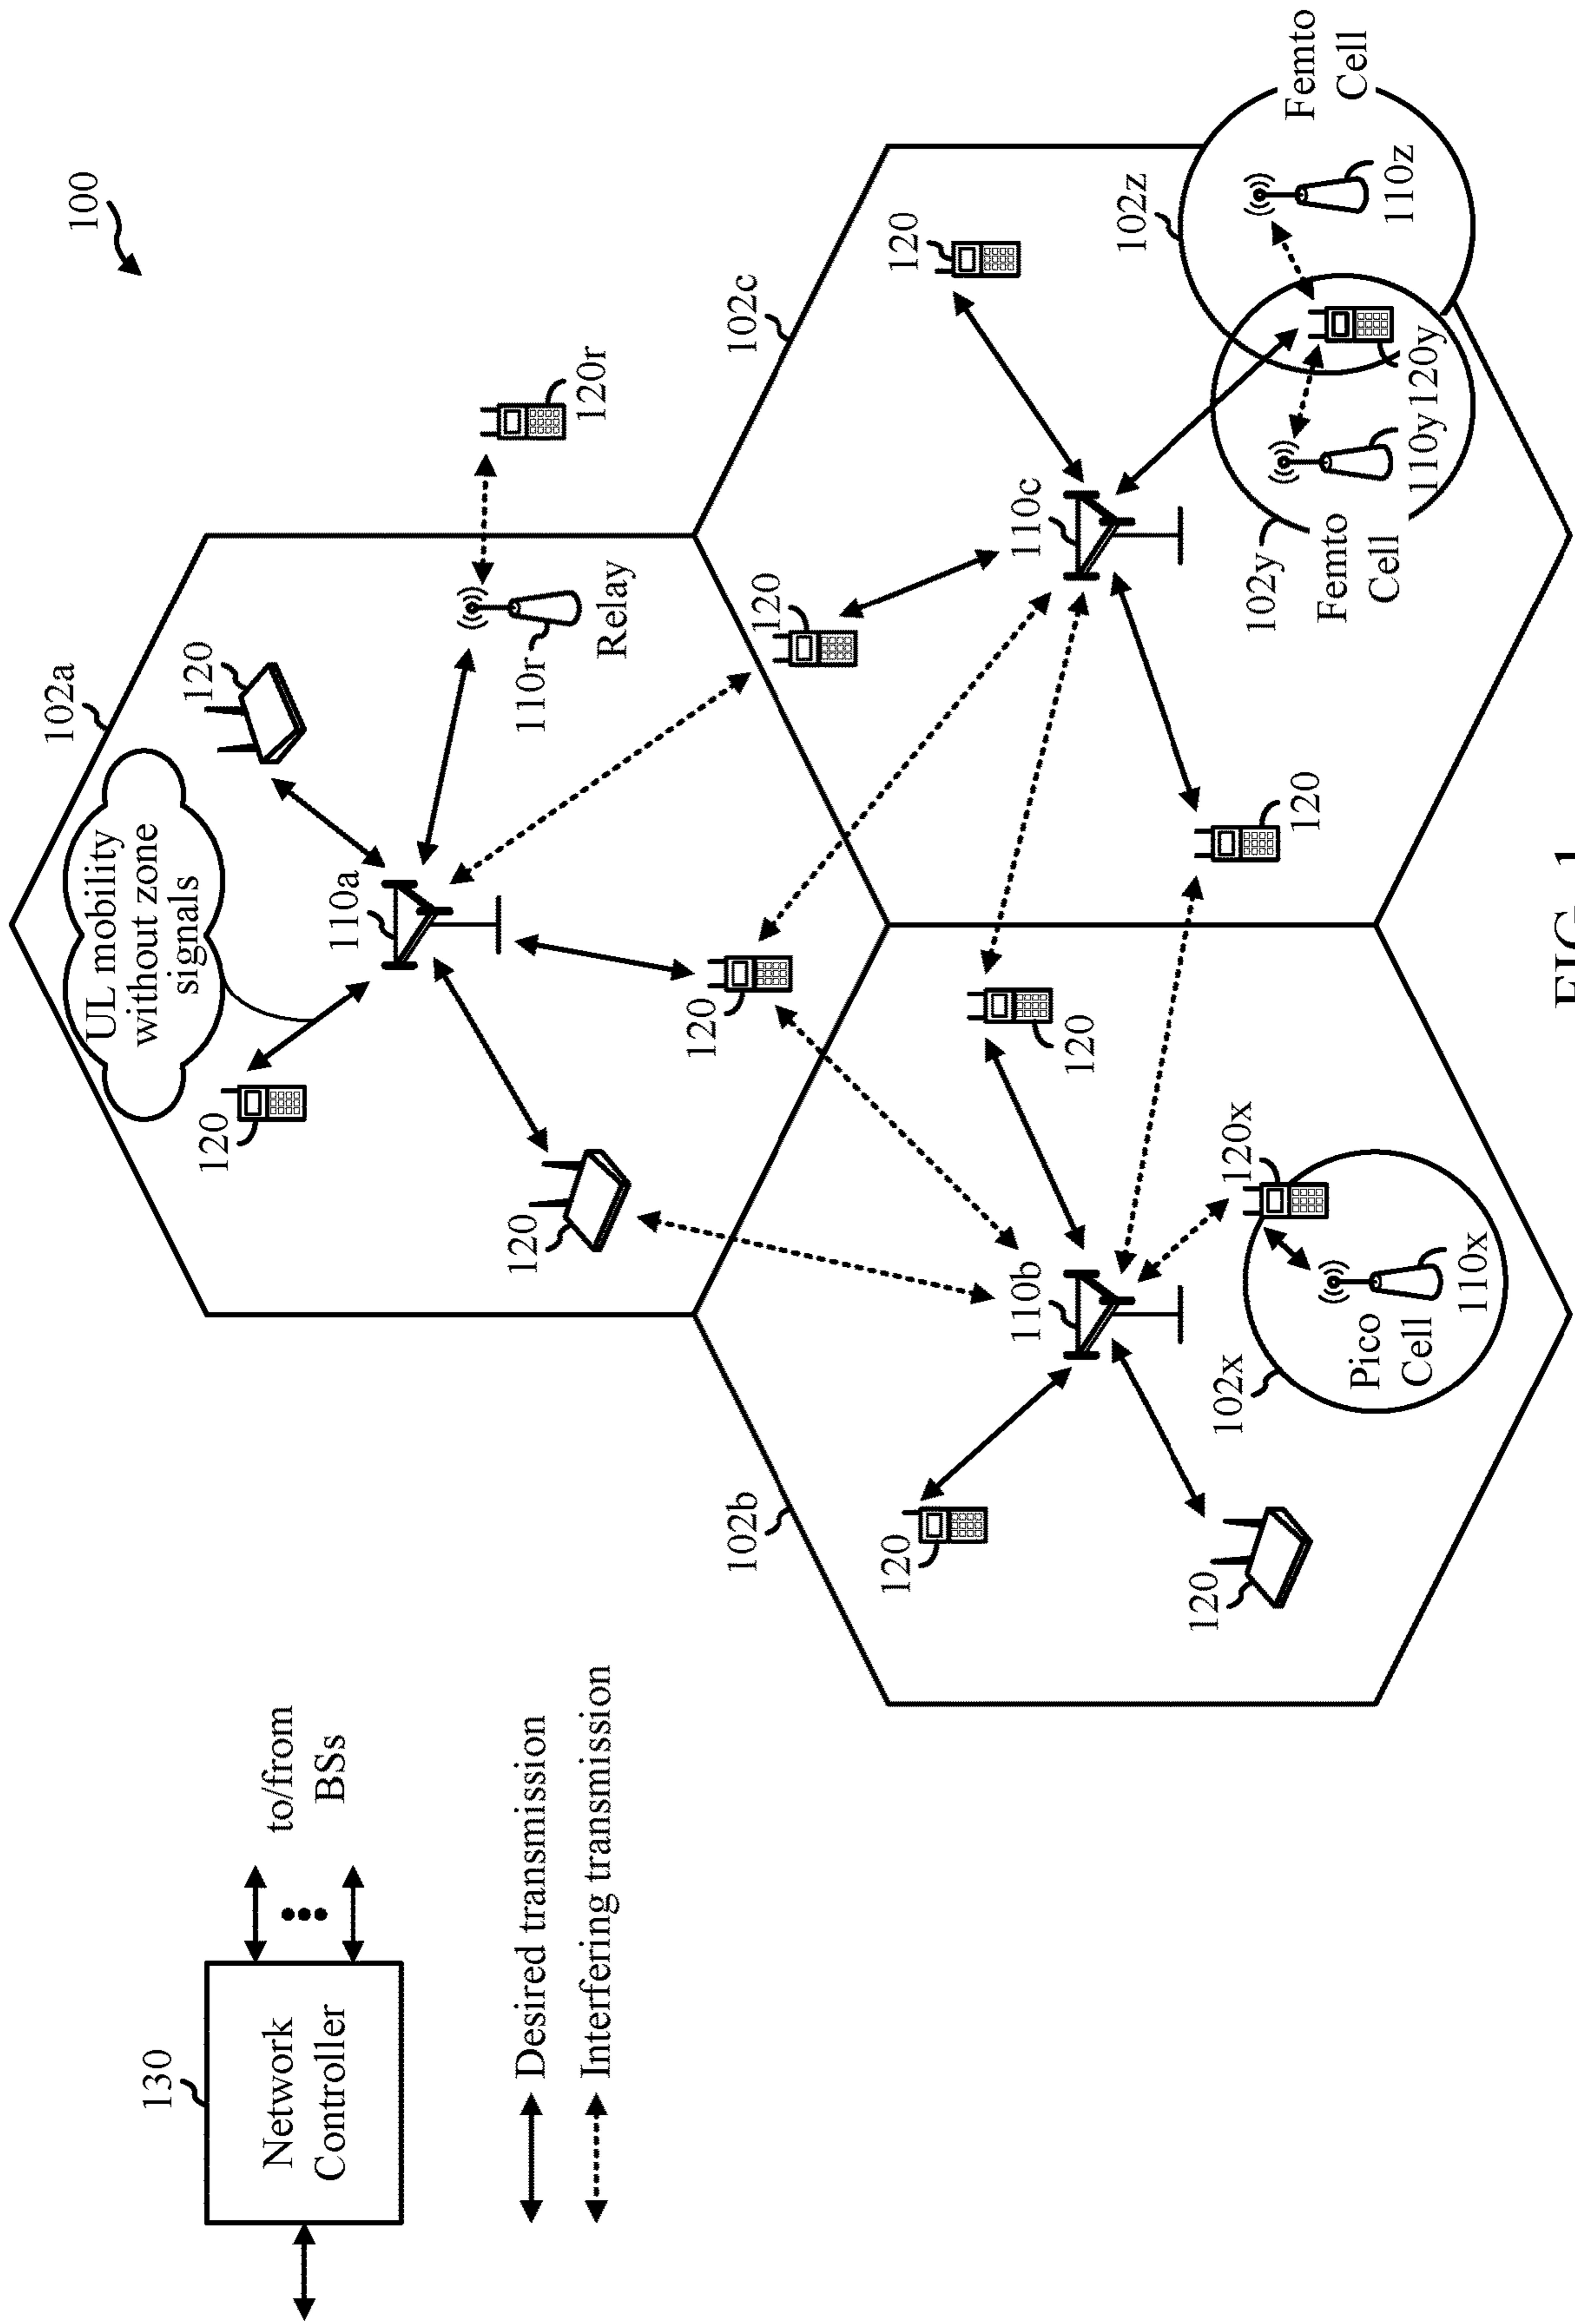 100
130
Network
Controller
to/from
BSs
Desired transmission
Interfering transmission
102a
UL mobility
without zone
signals
120
120
110a
120
110r
Relay
120r
120
120
102b
110b
120
120
120
102x
Pico
Cell
110x
120x
102c
120
110c
120
102y
Femto
Cell
110y
120y
102z
110z
Femto
Cell
FIG. 1